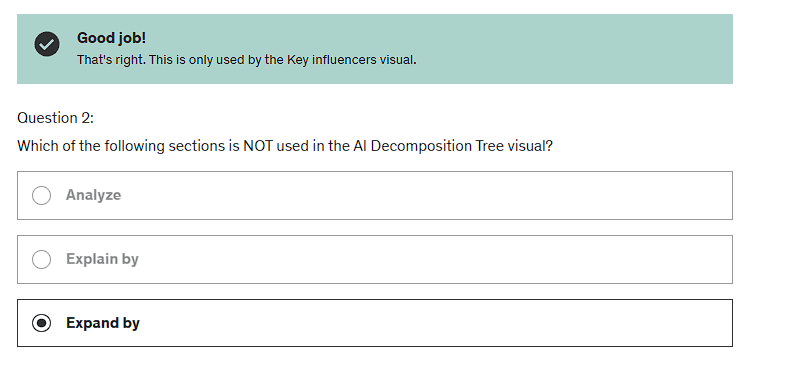 Good job!
That's right. This is only used by the Key influencers visual.
Question 2:
Which of the following sections is NOT used in the AI Decomposition Tree visual?
Analyze
Explain by
Expand by